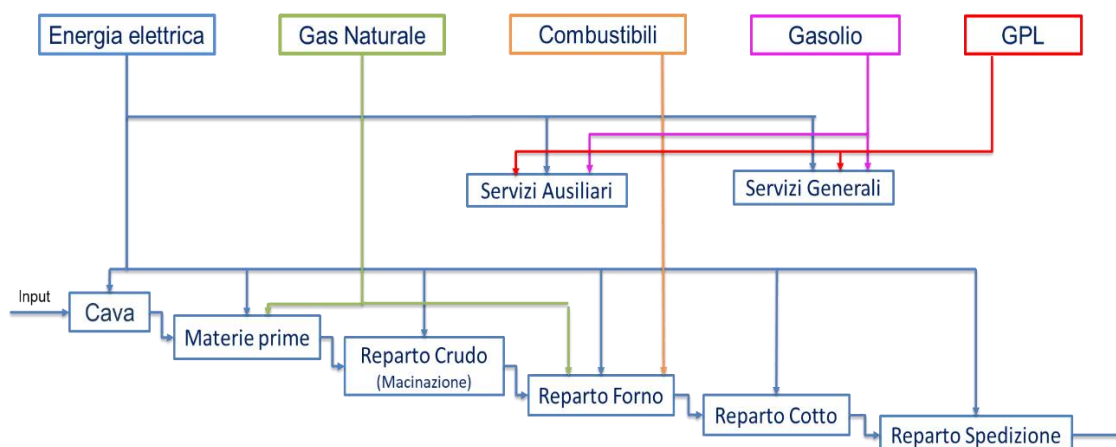 Energia elettrica
Gas Naturale
Combustibili
Gasolio
GPL
Servizi Ausiliari
Servizi Generali
Input
Cava
Materie prime
Reparto Crudo
(Macinazione)
Reparto Forno
Reparto Cotto
Reparto Spedizione